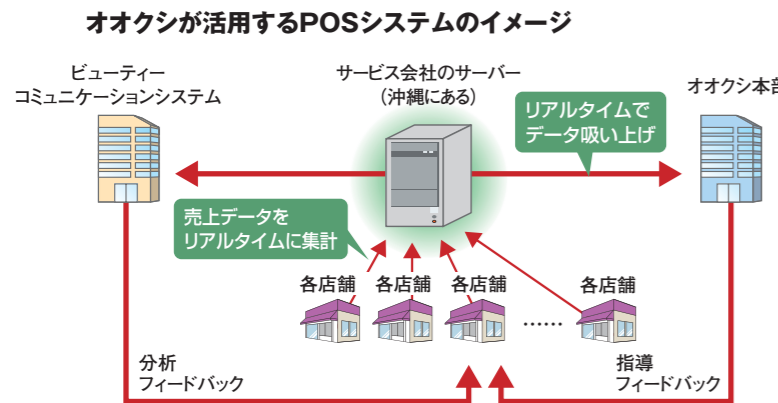 オオクシが活用するPOSシステムのイメージ
ビューティー
コミュニケーションシステム
サービス会社のサーバー
（沖縄にある）
オオクシ本部
リアルタイムで
データ吸い上げ
売上データを
リアルタイムに集計
各店舗
各店舗
各店舗
……
各店舗
分析
フィードバック
指導
フィードバック